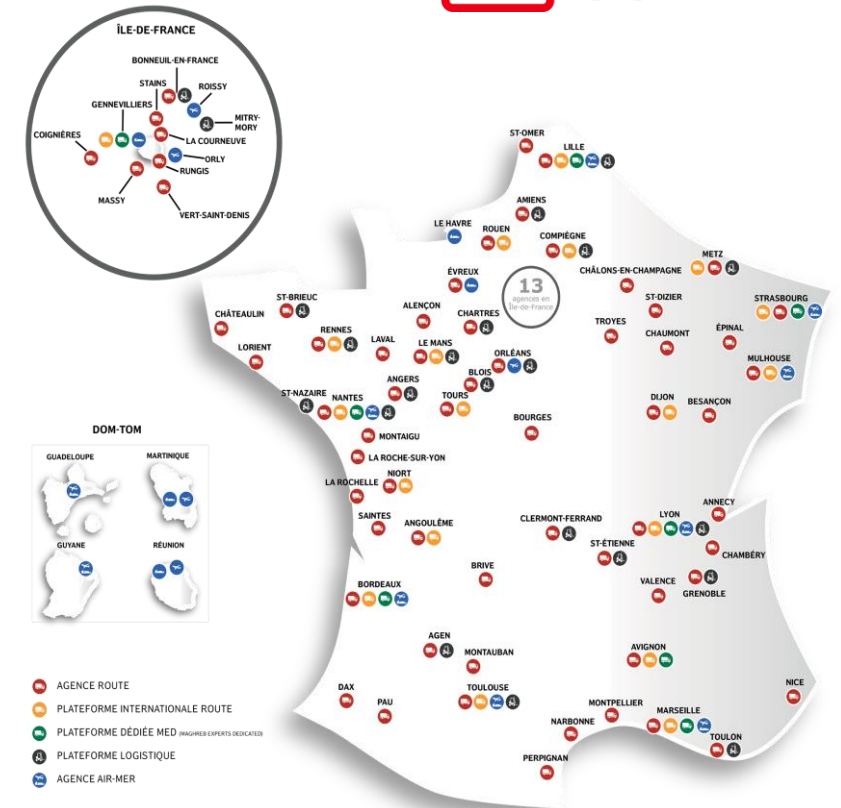 ÎLE-DE-FRANCE
BONNEUIL-EN-FRANCE
STAINS
ROISSY
GENNEVILLIERS
MITRY-
MORY
COIGNIÈRES
LA COURNEUVE
ORLY
RUNGIS
MASSY
VERT-SAINT-DENIS
ST-OMER
LILLE
AMIENS
LE HAVRE
ROUEN
COMPIÈGNE
METZ
CHÂLONS-EN-CHAMPAGNE
ÉVREUX
13
agences en
Île-de-France
ST-BRIEUC
ALENÇON
ST-DIZIER
STRASBOURG
CHÂTEAULIN
CHARTRES
TROYES
RENNES
LAVAL
LE MANS
CHAUMONT
ÉPINAL
LORIENT
ORLÉANS
MULHOUSE
BLOIS
ANGERS
ST-NAZAIRE
NANTES
TOURS
DIJON
BESANÇON
BOURGES
DOM-TOM
MONTAIGU
GUADELOUPE
MARTINIQUE
LA ROCHE-SUR-YON
NIORT
LA ROCHELLE
ANNECY
SAINTES
ANGOULÊME
CLERMONT-FERRAND
LYON
GUYANE
RÉUNION
ST-ÉTIENNE
CHAMBÉRY
BRIVE
VALENCE
GRENOBLE
BORDEAUX
AGEN
MONTAUBAN
AVIGNON
AGENCE ROUTE
DAX
PAU
TOULOUSE
NICE
PLATEFORME INTERNATIONALE ROUTE
MONTPELLIER
MARSEILLE
PLATEFORME DÉDIÉE MED (MAGHREB EXPERTS DEDICATED)
NARBONNE
TOULON
PLATEFORME LOGISTIQUE
PERPIGNAN
AGENCE AIR-MER